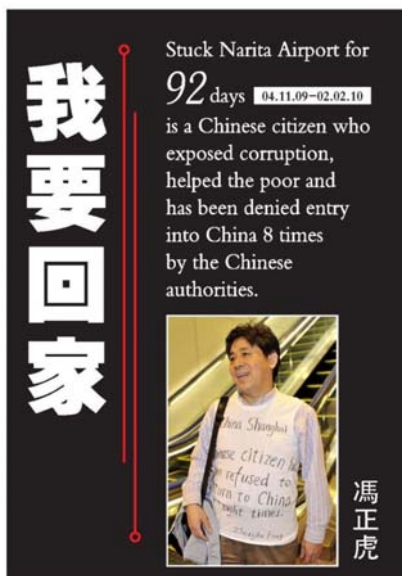 我要回家
Stuck Narita Airport for
92 days 04.11.09-02.02.10
is a Chinese citizen who
exposed corruption,
helped the poor and
has been denied entry
into China 8 times
by the Chinese
authorities.
China Shanghai
citizen
refused to
to China
times.
馮正虎